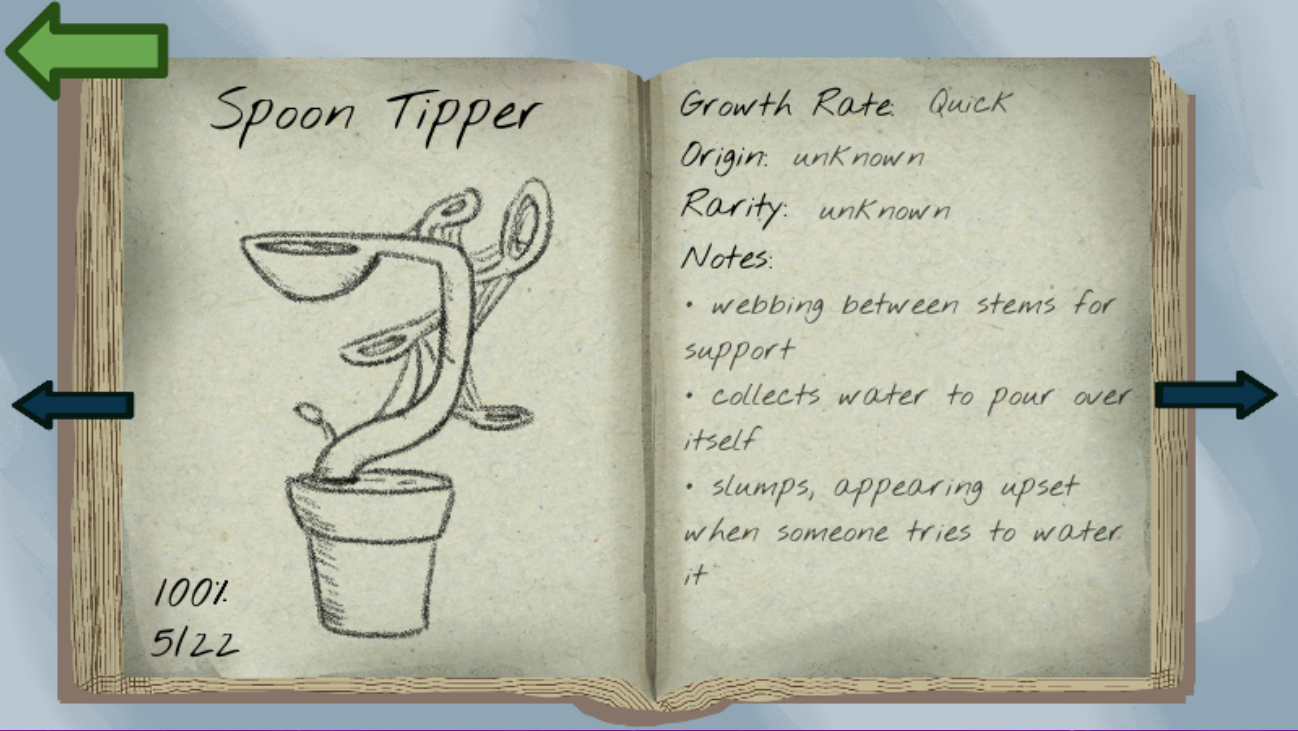 Spoon Tipper
100%
5/22
Growth Rate: Quick
Origin: unknown
Rarity: unknown
Notes:
• webbing between stems for
support
• collects water to pour over
itself
• slumps, appearing upset
when someone tries to water
it